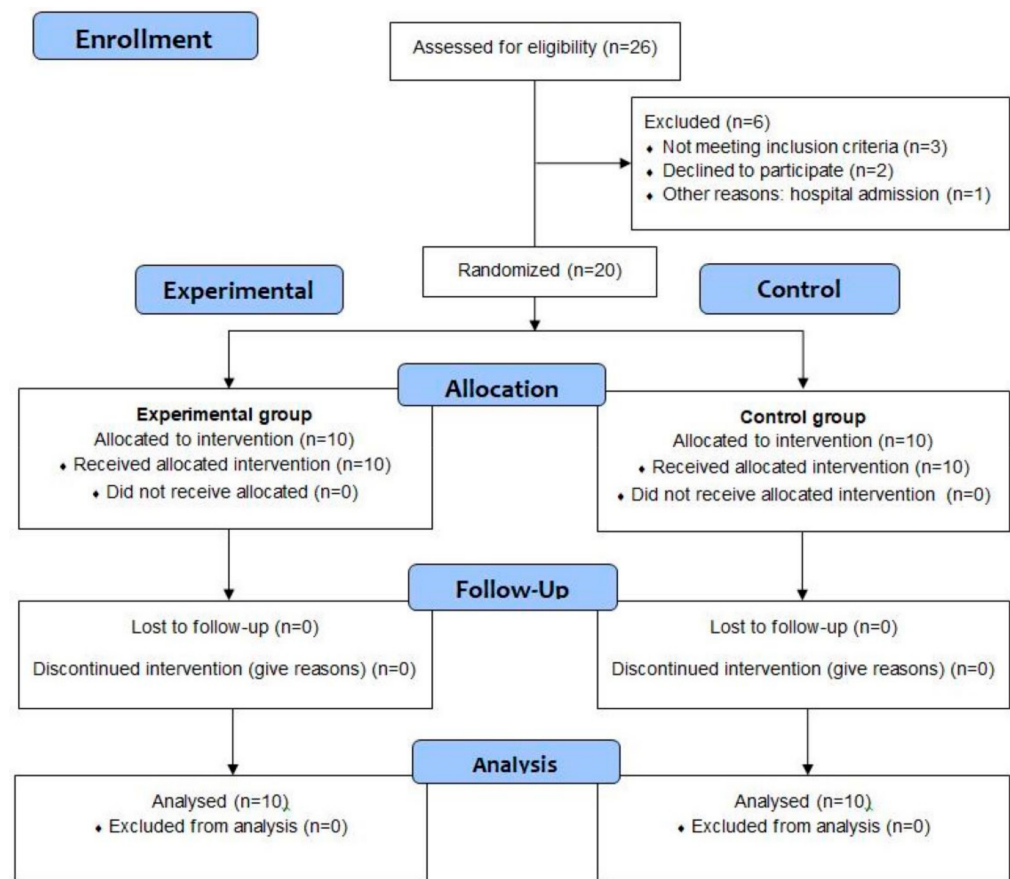 Enrollment
Assessed for eligibility (n=26)
Excluded (n=6)
♦ Not meeting inclusion criteria (n=3)
♦ Declined to participate (n=2)
♦ Other reasons: hospital admission (n=1)
Randomized (n=20)
Experimental
Control
Allocation
Experimental group
Allocated to intervention (n=10)
♦ Received allocated intervention (n=10)
♦ Did not receive allocated (n=0)
Control group
Allocated to intervention (n=10)
♦ Received allocated intervention (n=10)
♦ Did not receive allocated intervention (n=0)
Follow-Up
Lost to follow-up (n=0)
Discontinued intervention (give reasons) (n=0)
Lost to follow-up (n=0)
Discontinued intervention (give reasons) (n=0)
Analysis
Analysed (n=10)
♦ Excluded from analysis (n=0)
Analysed (n=10)
♦ Excluded from analysis (n=0)